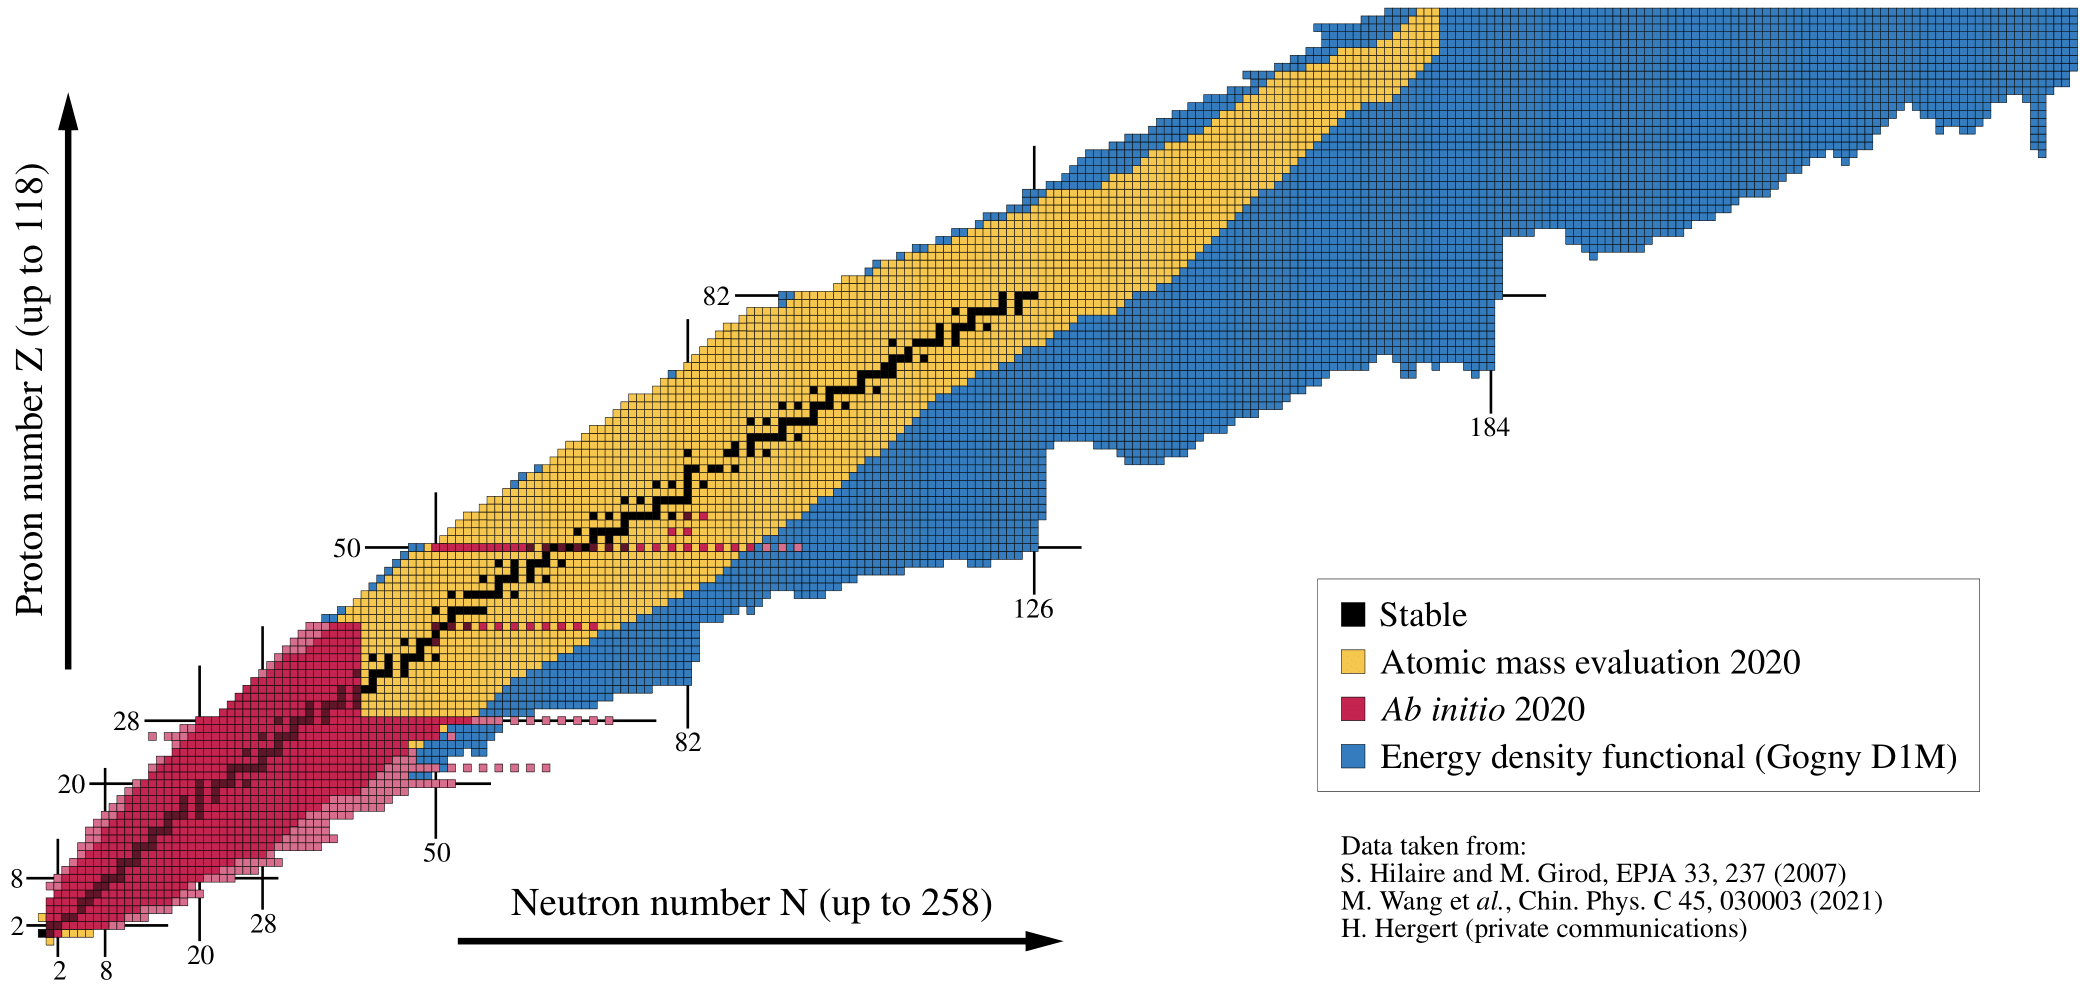 Proton number Z (up to 118)
82
184
50
126
28
82
20
50
8
28
2
20
2
8
Neutron number N (up to 258)
Stable
Atomic mass evaluation 2020
Ab initio 2020
Energy density functional (Gogny D1M)
Data taken from:
S. Hilaire and M. Girod, EPJA 33, 237 (2007)
M. Wang et al., Chin. Phys. C 45, 030003 (2021)
H. Hergert (private communications)